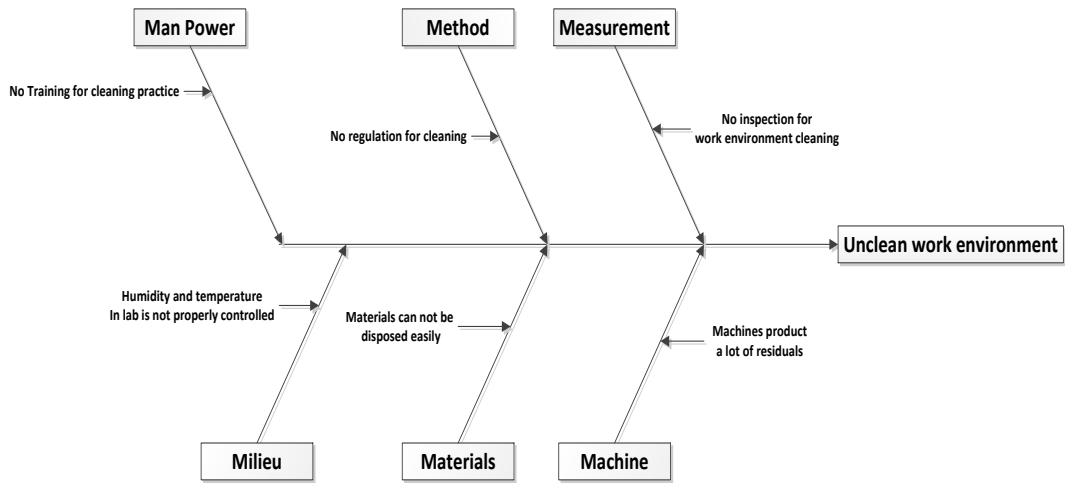 Man Power
Method
Measurement
No Training for cleaning practice
No regulation for cleaning
No inspection for
work environment cleaning
Unclean work environment
Humidity and temperature
In lab is not properly controlled
Materials can not be
disposed easily
Machines product
a lot of residuals
Milieu
Materials
Machine